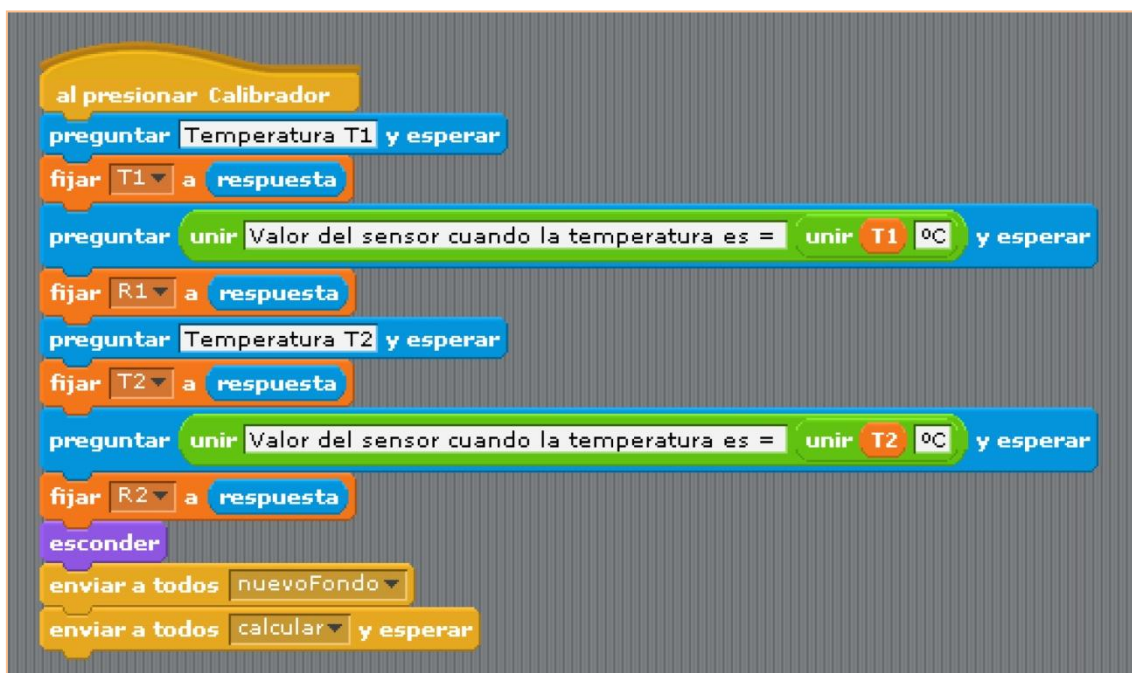 al presionar Calibrador
preguntar Temperatura T1 y esperar
fijar T1 a respuesta
preguntar unir Valor del sensor cuando la temperatura es = unir T1 ºC y esperar
fijar R1 a respuesta
preguntar Temperatura T2 y esperar
fijar T2 a respuesta
preguntar unir Valor del sensor cuando la temperatura es = unir T2 ºC y esperar
fijar R2 a respuesta
esconder
enviar a todos nuevoFondo
enviar a todos calcular y esperar